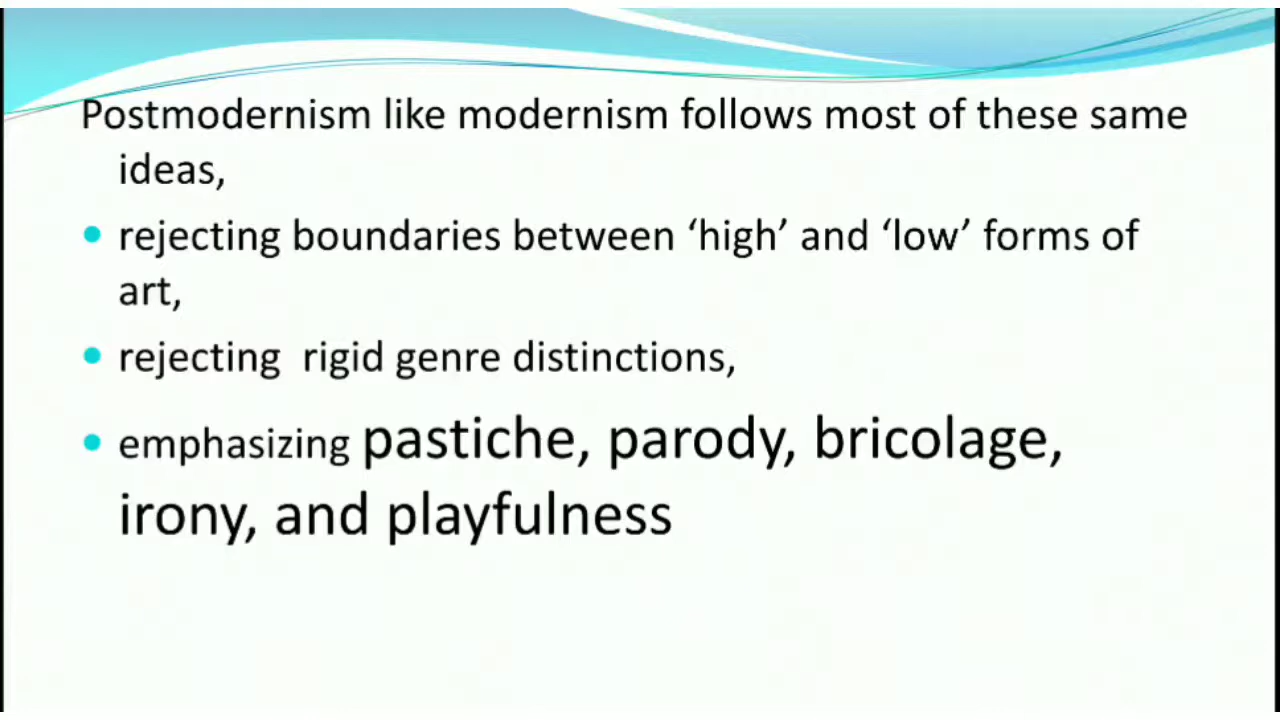 Postmodernism like modernism follows most of these same
ideas,
• rejecting boundaries between ‘high’ and ‘low’ forms of
art,
• rejecting  rigid genre distinctions,
• emphasizing pastiche, parody, bricolage,
irony, and playfulness